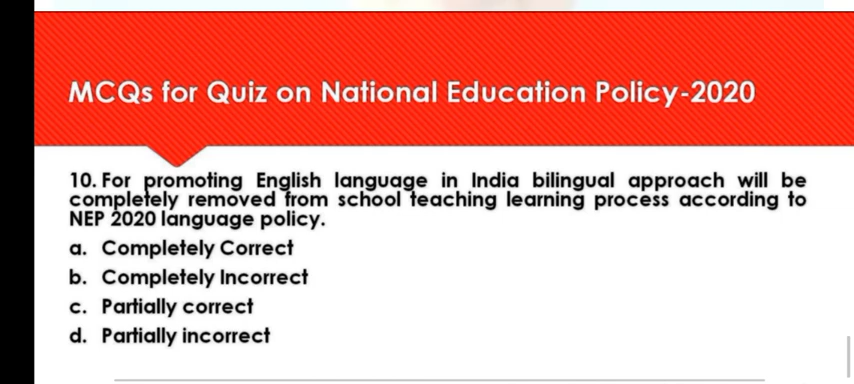 MCQs for Quiz on National Education Policy-2020
10. For promoting English language in India bilingual approach will be
completely removed from school teaching learning process according to
NEP 2020 language policy.
a. Completely Correct
b. Completely Incorrect
c. Partially correct
d. Partially incorrect